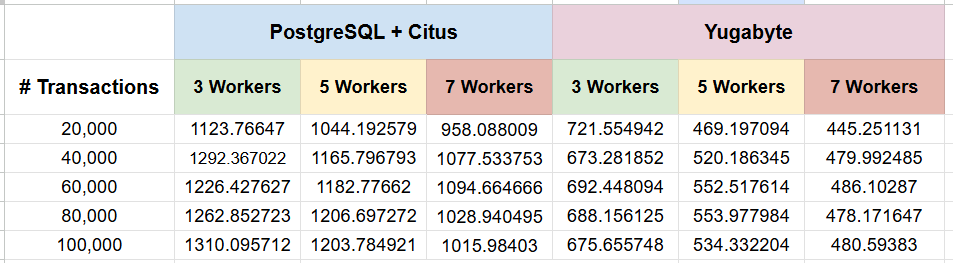 PostgreSQL + Citus Yugabyte
# Transactions 3 Workers 5 Workers 7 Workers 3 Workers 5 Workers 7 Workers
20,000 1123.76647 1044.192579 958.088009 721.554942 469.197094 445.251131
40,000 1292.367022 1165.796793 1077.533753 673.281852 520.186345 479.992485
60,000 1226.427627 1182.77662 1094.664666 692.448094 552.517614 486.10287
80,000 1262.852723 1206.697272 1028.940495 688.156125 553.977984 478.171647
100,000 1310.095712 1203.784921 1015.98403 675.655748 534.332204 480.59383